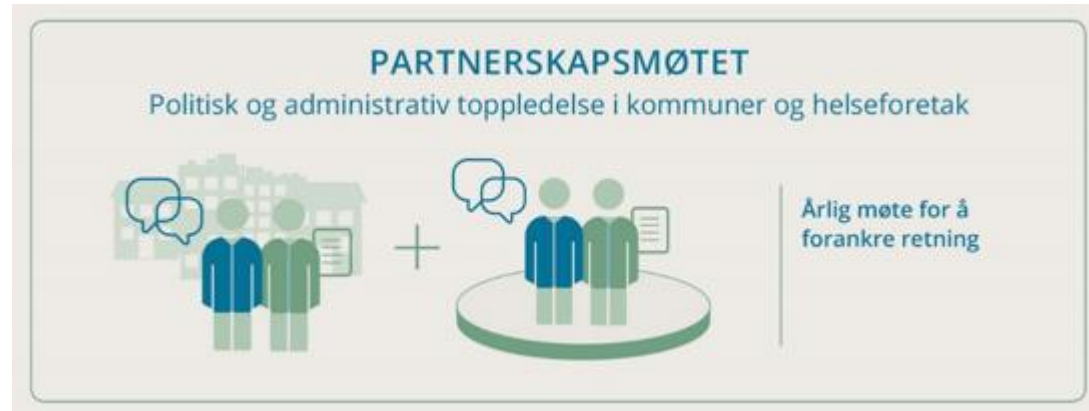 PARTNERSKAPSMØTET
Politisk og administrativ toppledelse i kommuner og helseforetak
Årlig møte for å
forankre retning